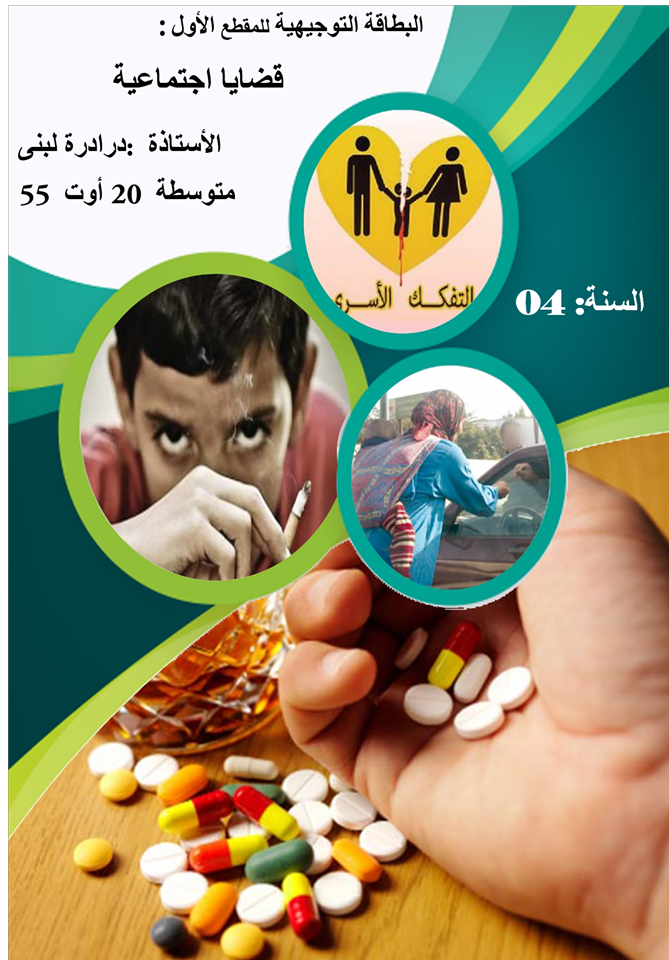 البطاقة التوجيهية للمقطع الأول :
قضايا اجتماعية
الأستاذة :درادرة لبنى
متوسطة 20 أوت 55
التفكك الأسري
السنة: 04